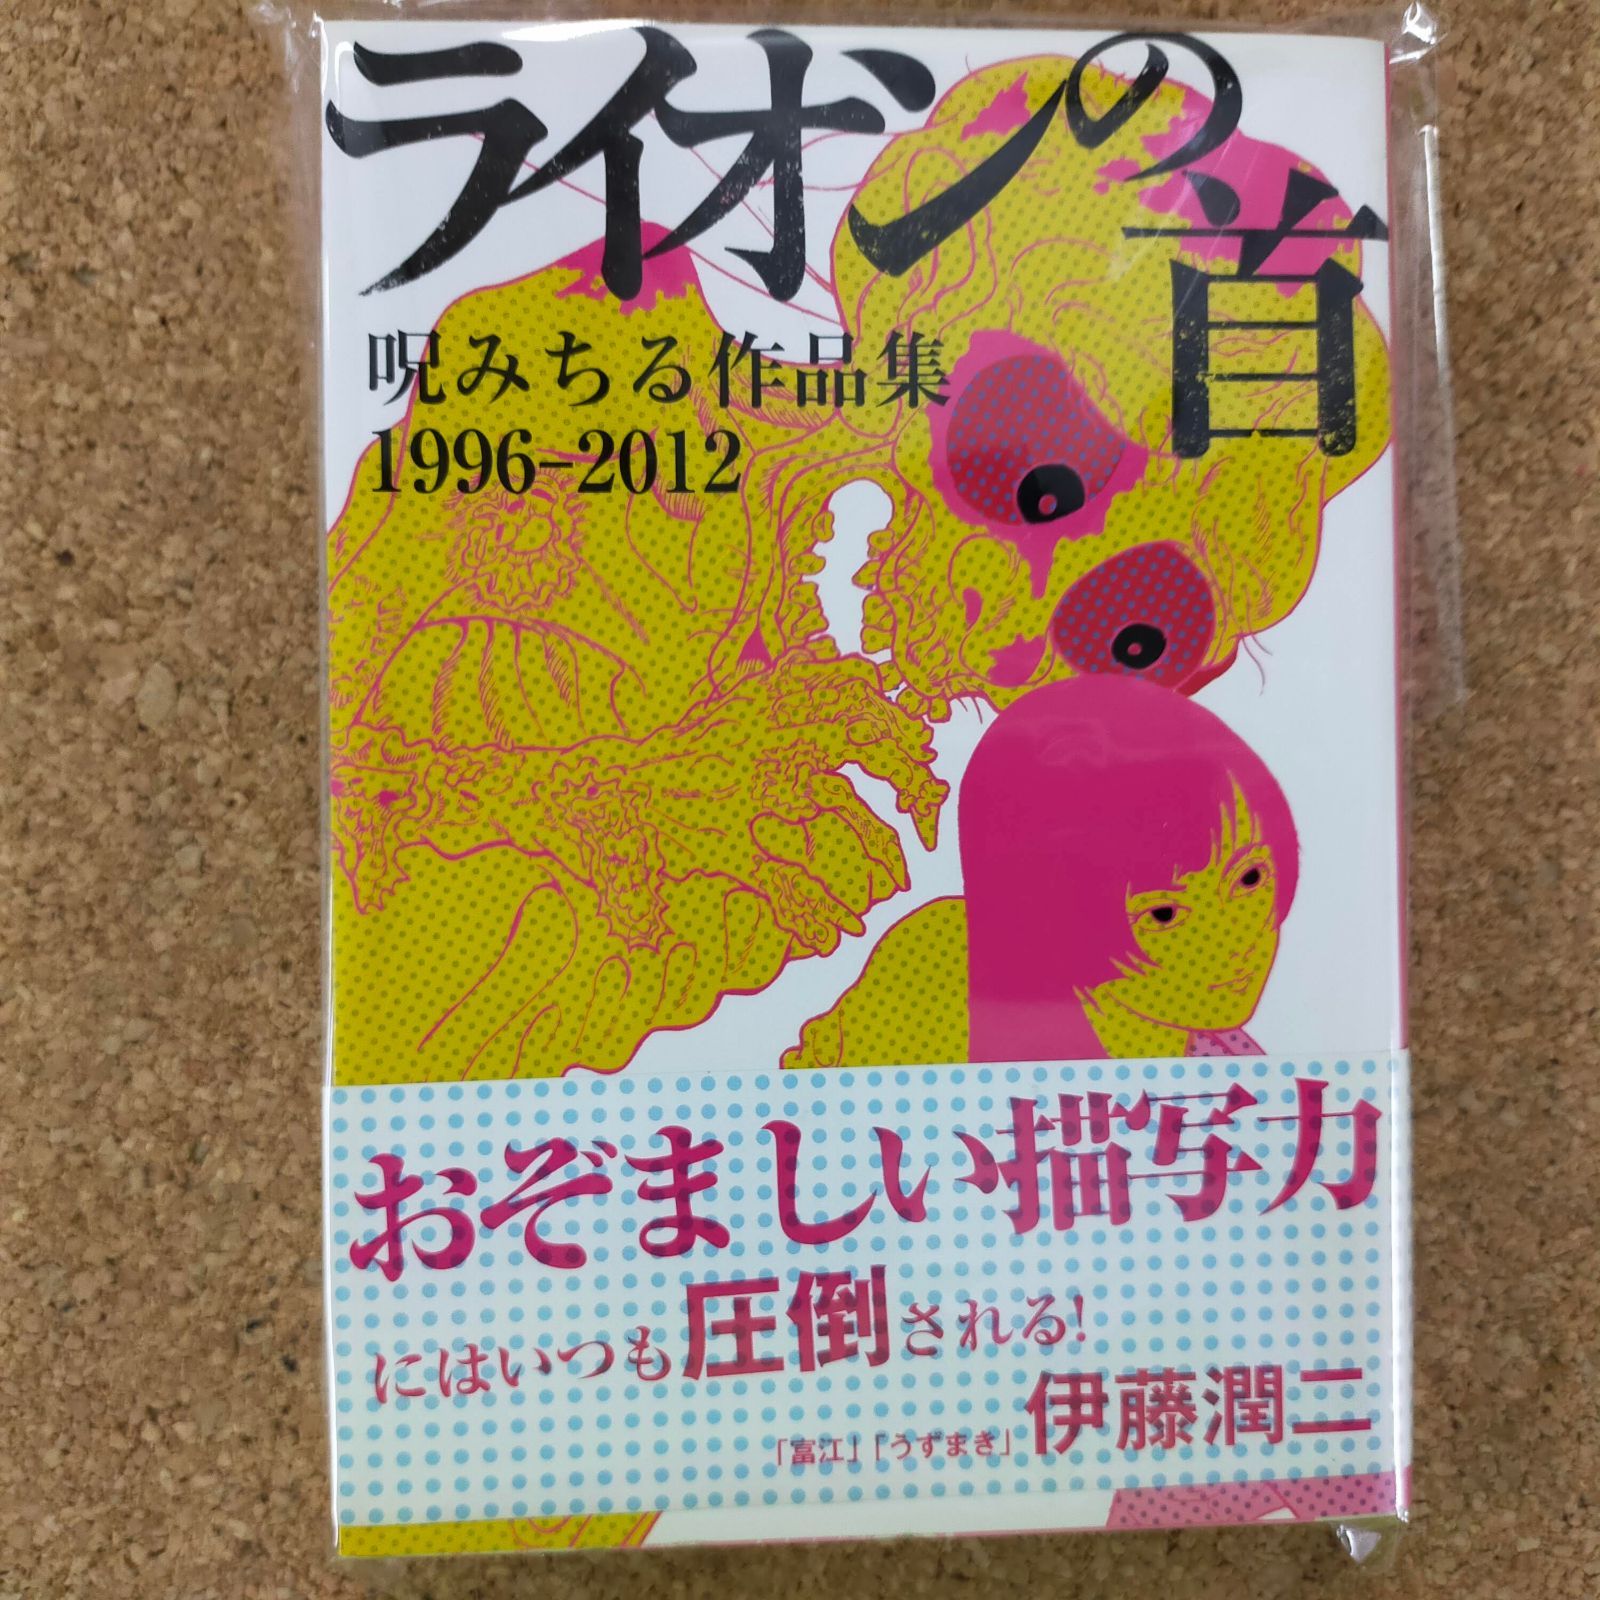 ライオンの首
呪みちる作品集
1996-2012
おぞましい描写力
にはいつも圧倒される!
「富江」「うずまき」伊藤潤二